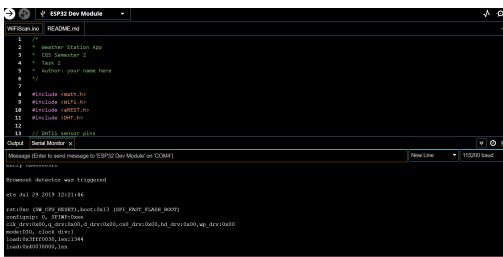 ESP32 Dev Module
WiFiScan.ino README.md
1 /*
2 * Weather Station App
3 * CBS Semester 2
4 * Task 2
5 * Author: your name here
6 */
7
8 #include <math.h>
9 #include <WiFi.h>
10 #include <aREST.h>
11 #include <DHT.h>
12
13 // DHT11 sensor pins
Output Serial Monitor x
Message (Enter to send message to 'ESP32 Dev Module' on 'COM4') New Line 115200 baud
Brownout detector was triggered
ets Jul 29 2019 12:21:46
rst:0xc (SW_CPU_RESET),boot:0x13 (SPI_FAST_FLASH_BOOT)
configsip: 0, SPIWP:0xee
clk_drv:0x00,q_drv:0x00,d_drv:0x00,cs0_drv:0x00,hd_drv:0x00,wp_drv:0x00
mode:DIO, clock div:1
load:0x3fff0030,len:1344
load:0x40078000,len